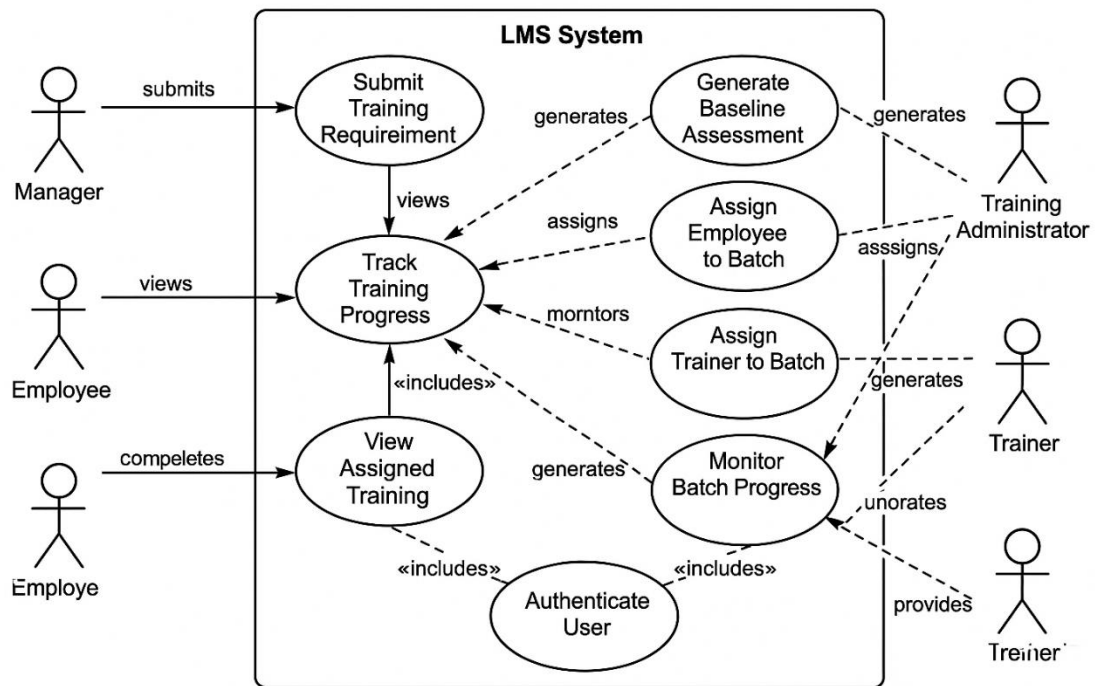 LMS System
Manager
submits
Submit
Training
Requireiment
generates
Generate
Baseline
Assessment
generates
Training
Administrator
views
assigns
Assign
Employee
to Batch
asssigns
Employee
views
Track
Training
Progress
morntors
Assign
Trainer to Batch
generates
Trainer
«includes»
Employe
compeletes
View
Assigned
Training
generates
Monitor
Batch Progress
unorates
«includes»
«includes»
Authenticate
User
provides